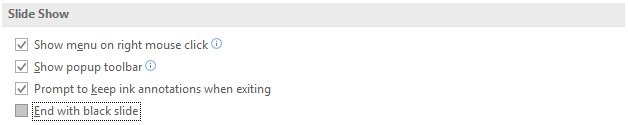 Slide Show
Show menu on right mouse click
Show popup toolbar
Prompt to keep ink annotations when exiting
End with black slide